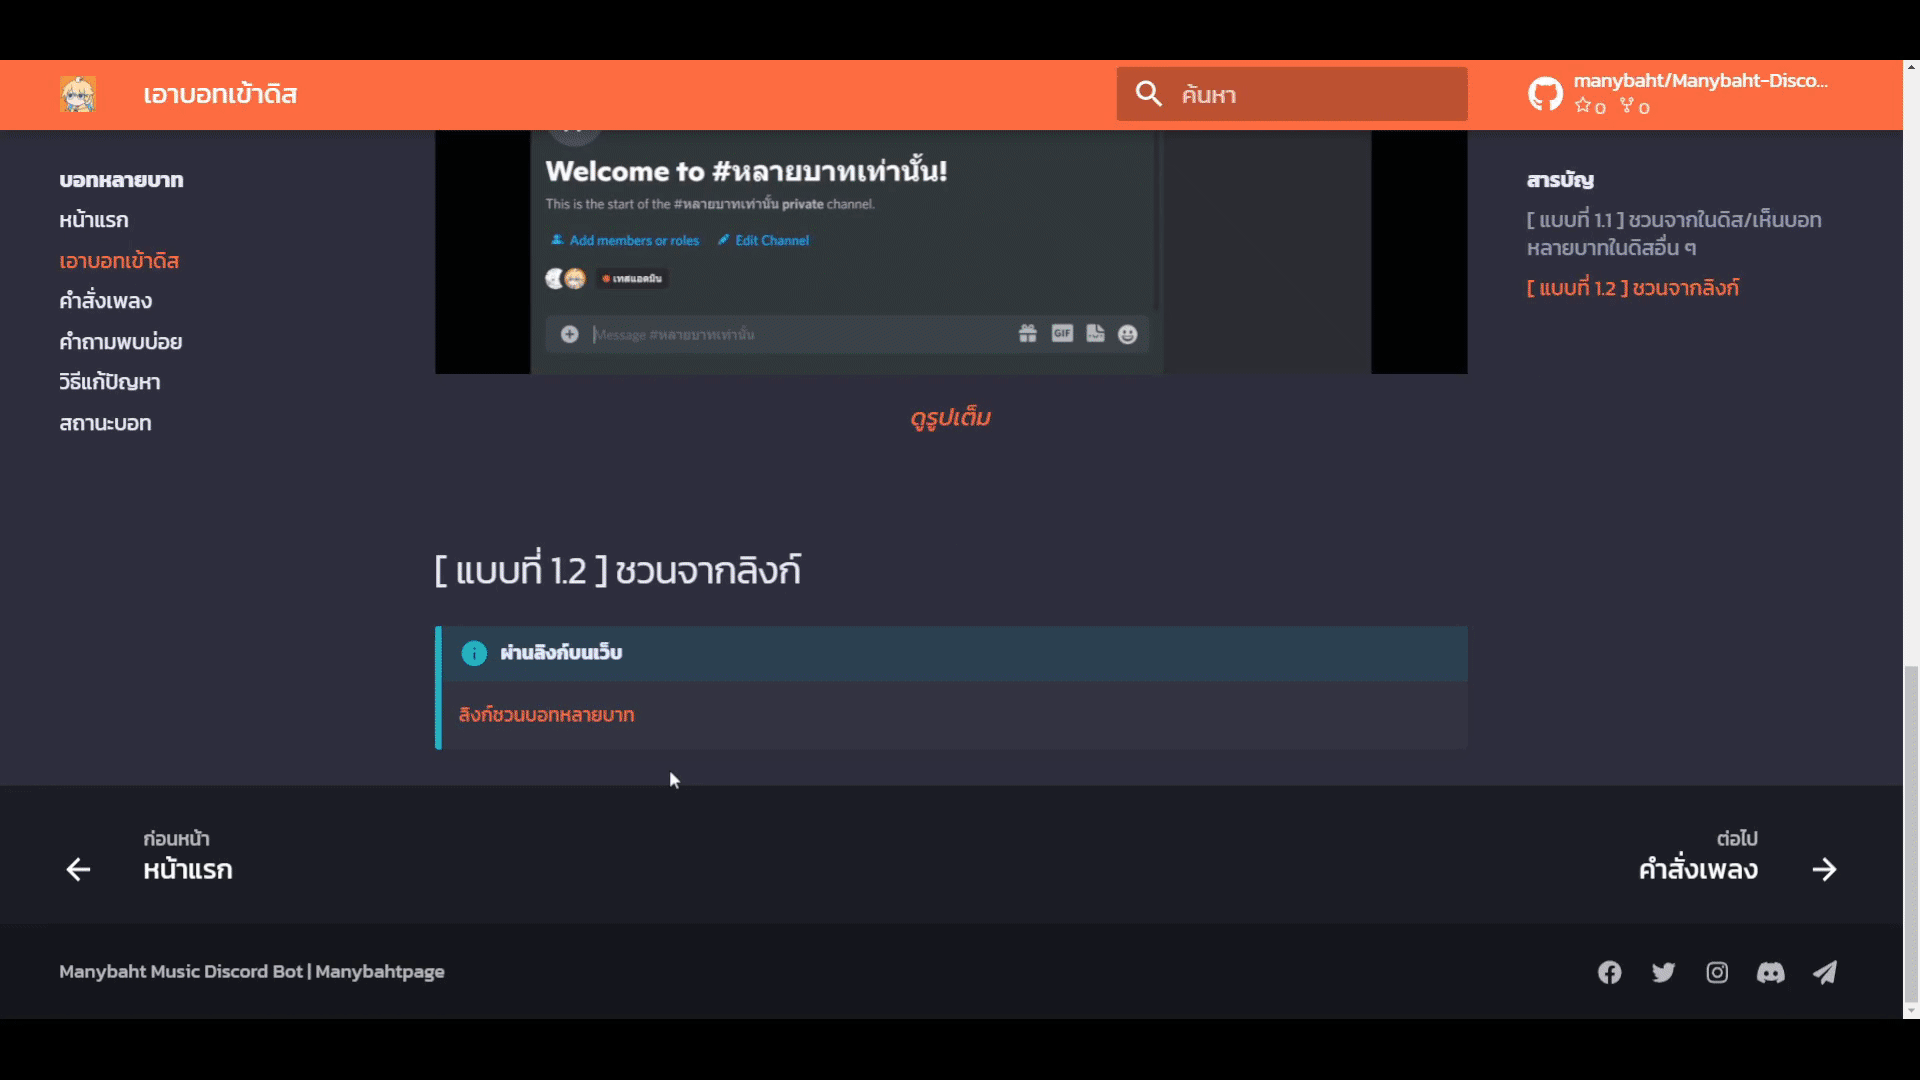 เอาบอทเข้าดิส
ค้นหา
manybaht/Manybaht-Disco...
0 0
บอทหลายบาท
หน้าแรก
เอาบอทเข้าดิส
คำสั่งเพลง
คำถามพบบ่อย
วิธีแก้ปัญหา
สถานะบอท
Welcome to #หลายบาทเท่านั้น!
This is the start of the #หลายบาทเท่านั้น private channel.
Add members or roles Edit Channel
เทสแอดมิน
Message #หลายบาทเท่านั้น
GIF
ดูรูปเต็ม
[ แบบที่ 1.2 ] ชวนจากลิงก์
ผ่านลิงก์บนเว็บ
ลิงก์ชวนบอทหลายบาท
สารบัญ
[ แบบที่ 1.1 ] ชวนจากในดิส/เห็นบอท
หลายบาทในดิสอื่น ๆ
[ แบบที่ 1.2 ] ชวนจากลิงก์
ก่อนหน้า
หน้าแรก
ต่อไป
คำสั่งเพลง
Manybaht Music Discord Bot | Manybahtpage